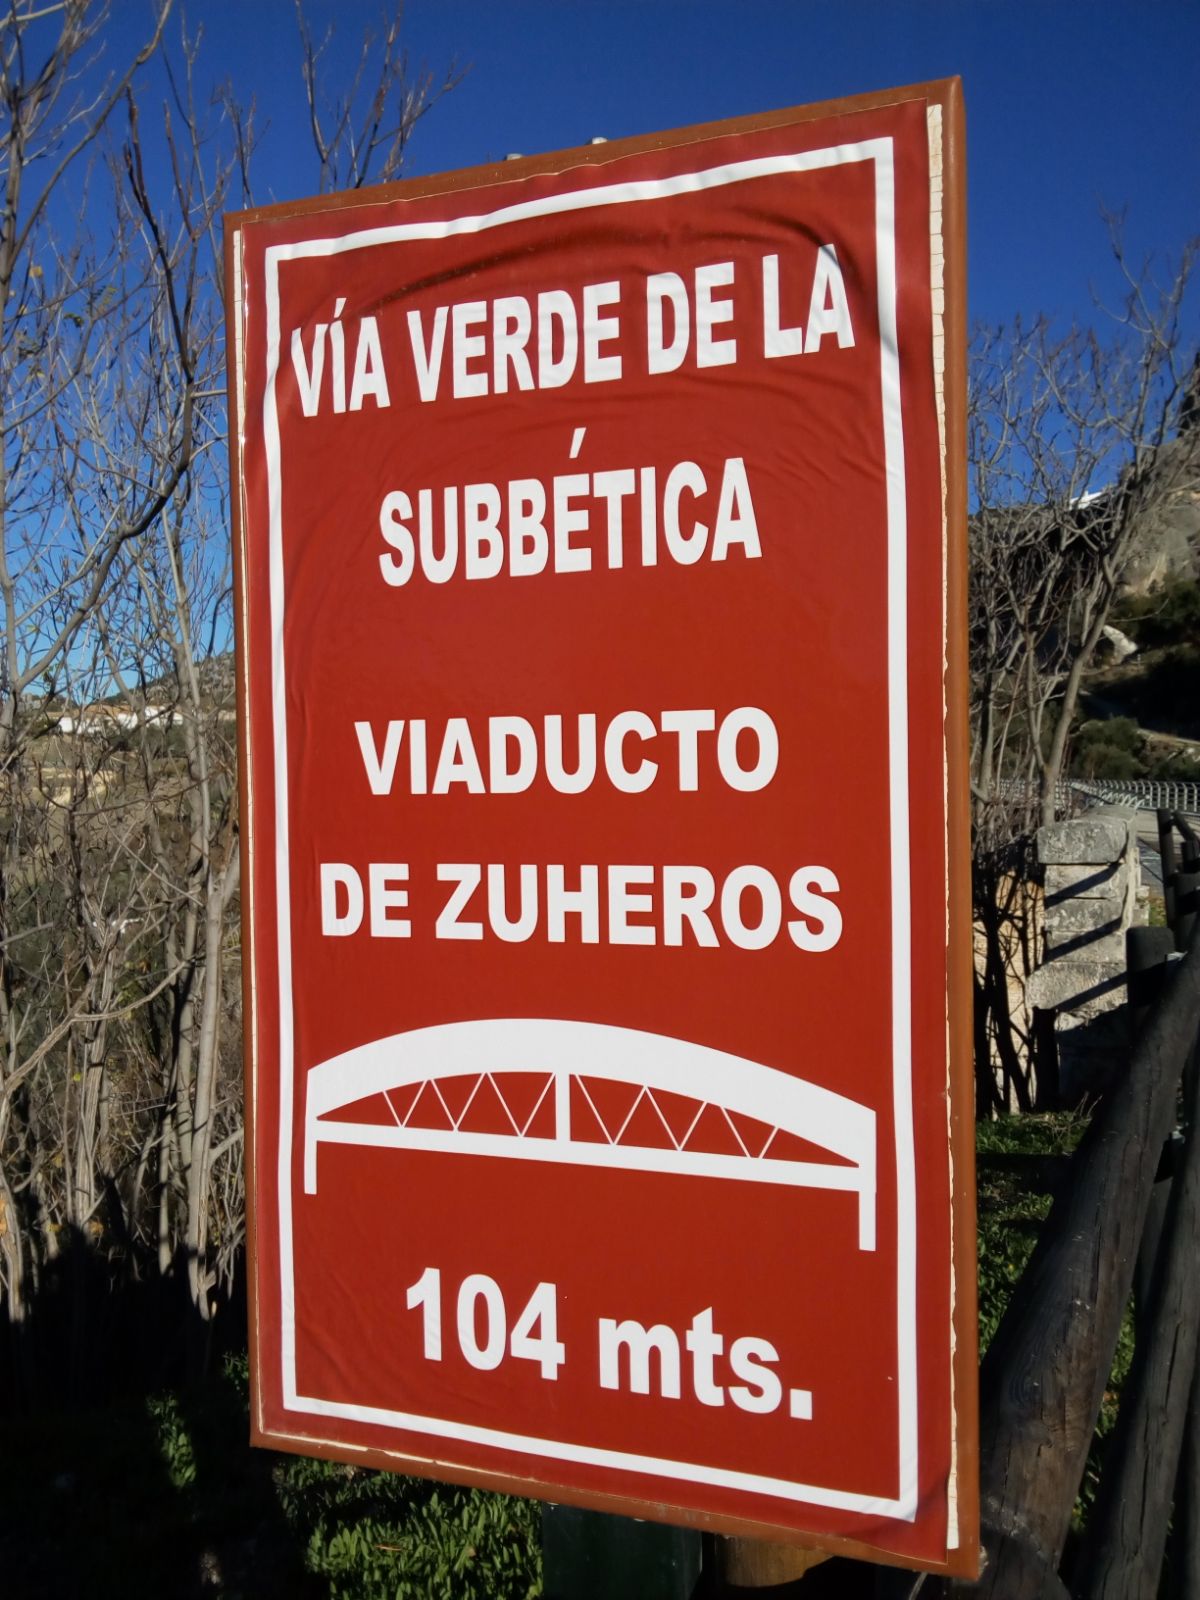 VÍA VERDE DE LA
SUBBÉTICA
VIADUCTO
DE ZUHEROS
104 mts.